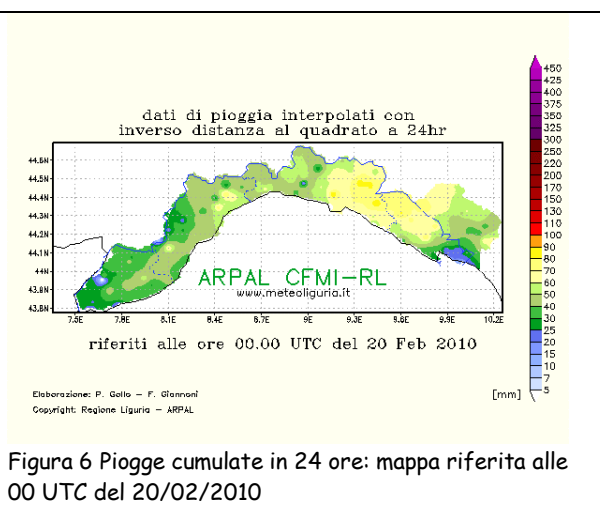 dati di pioggia interpolati con
inverso distanza al quadrato a 24hr
450
425
400
375
350
325
300
250
220
200
170
150
130
110
100
90
80
70
60
50
40
30
25
20
15
10
7
5
44.5N
44.4N
44.3N
44.2N
44.1N
44N
43.9N
43.8N
ARPAL CFMI-RL
www.meteoliguria.it
7.5E 7.8E 8.1E 8.4E 8.7E 9E 9.3E 9.6E 9.9E 10.2E
riferiti alle ore 00.00 UTC del 20 Feb 2010
[mm]
Elaborazione: P. Gollo – F. Giannoni
Copyright: Regione Liguria – ARPAL
Figura 6 Piogge cumulate in 24 ore: mappa riferita alle
00 UTC del 20/02/2010